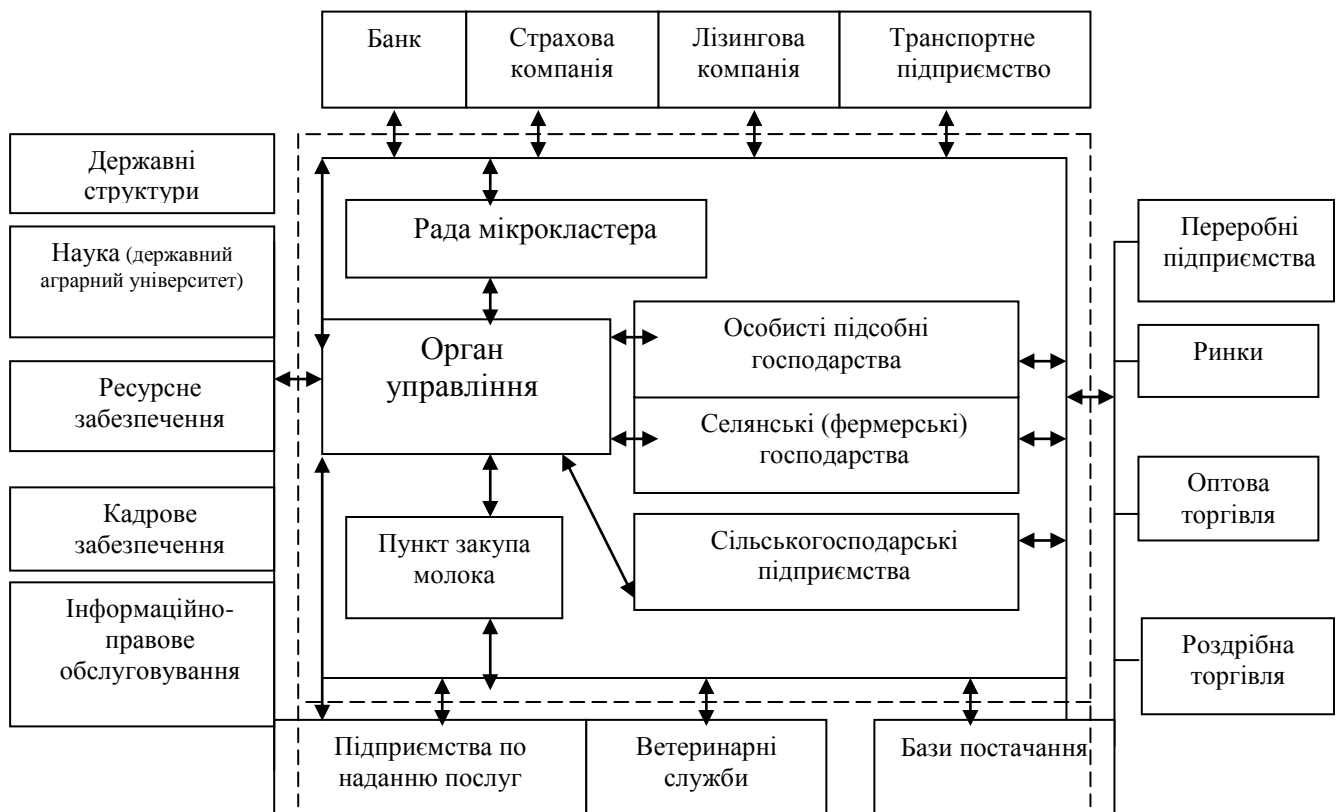 Банк
Страхова
компанія
Лізингова
компанія
Транспортне
підприємство
Державні
структури
Наука (державний
аграрний університет)
Ресурсне
забезпечення
Кадрове
забезпечення
Інформаційно-
правове
обслуговування
Рада мікрокластера
Орган
управління
Пункт закупа
молока
Особисті підсобні
господарства
Селянські (фермерські)
господарства
Сільськогосподарські
підприємства
Переробні
підприємства
Ринки
Оптова
торгівля
Роздрібна
торгівля
Підприємства по
наданню послуг
Ветеринарні
служби
Бази постачання